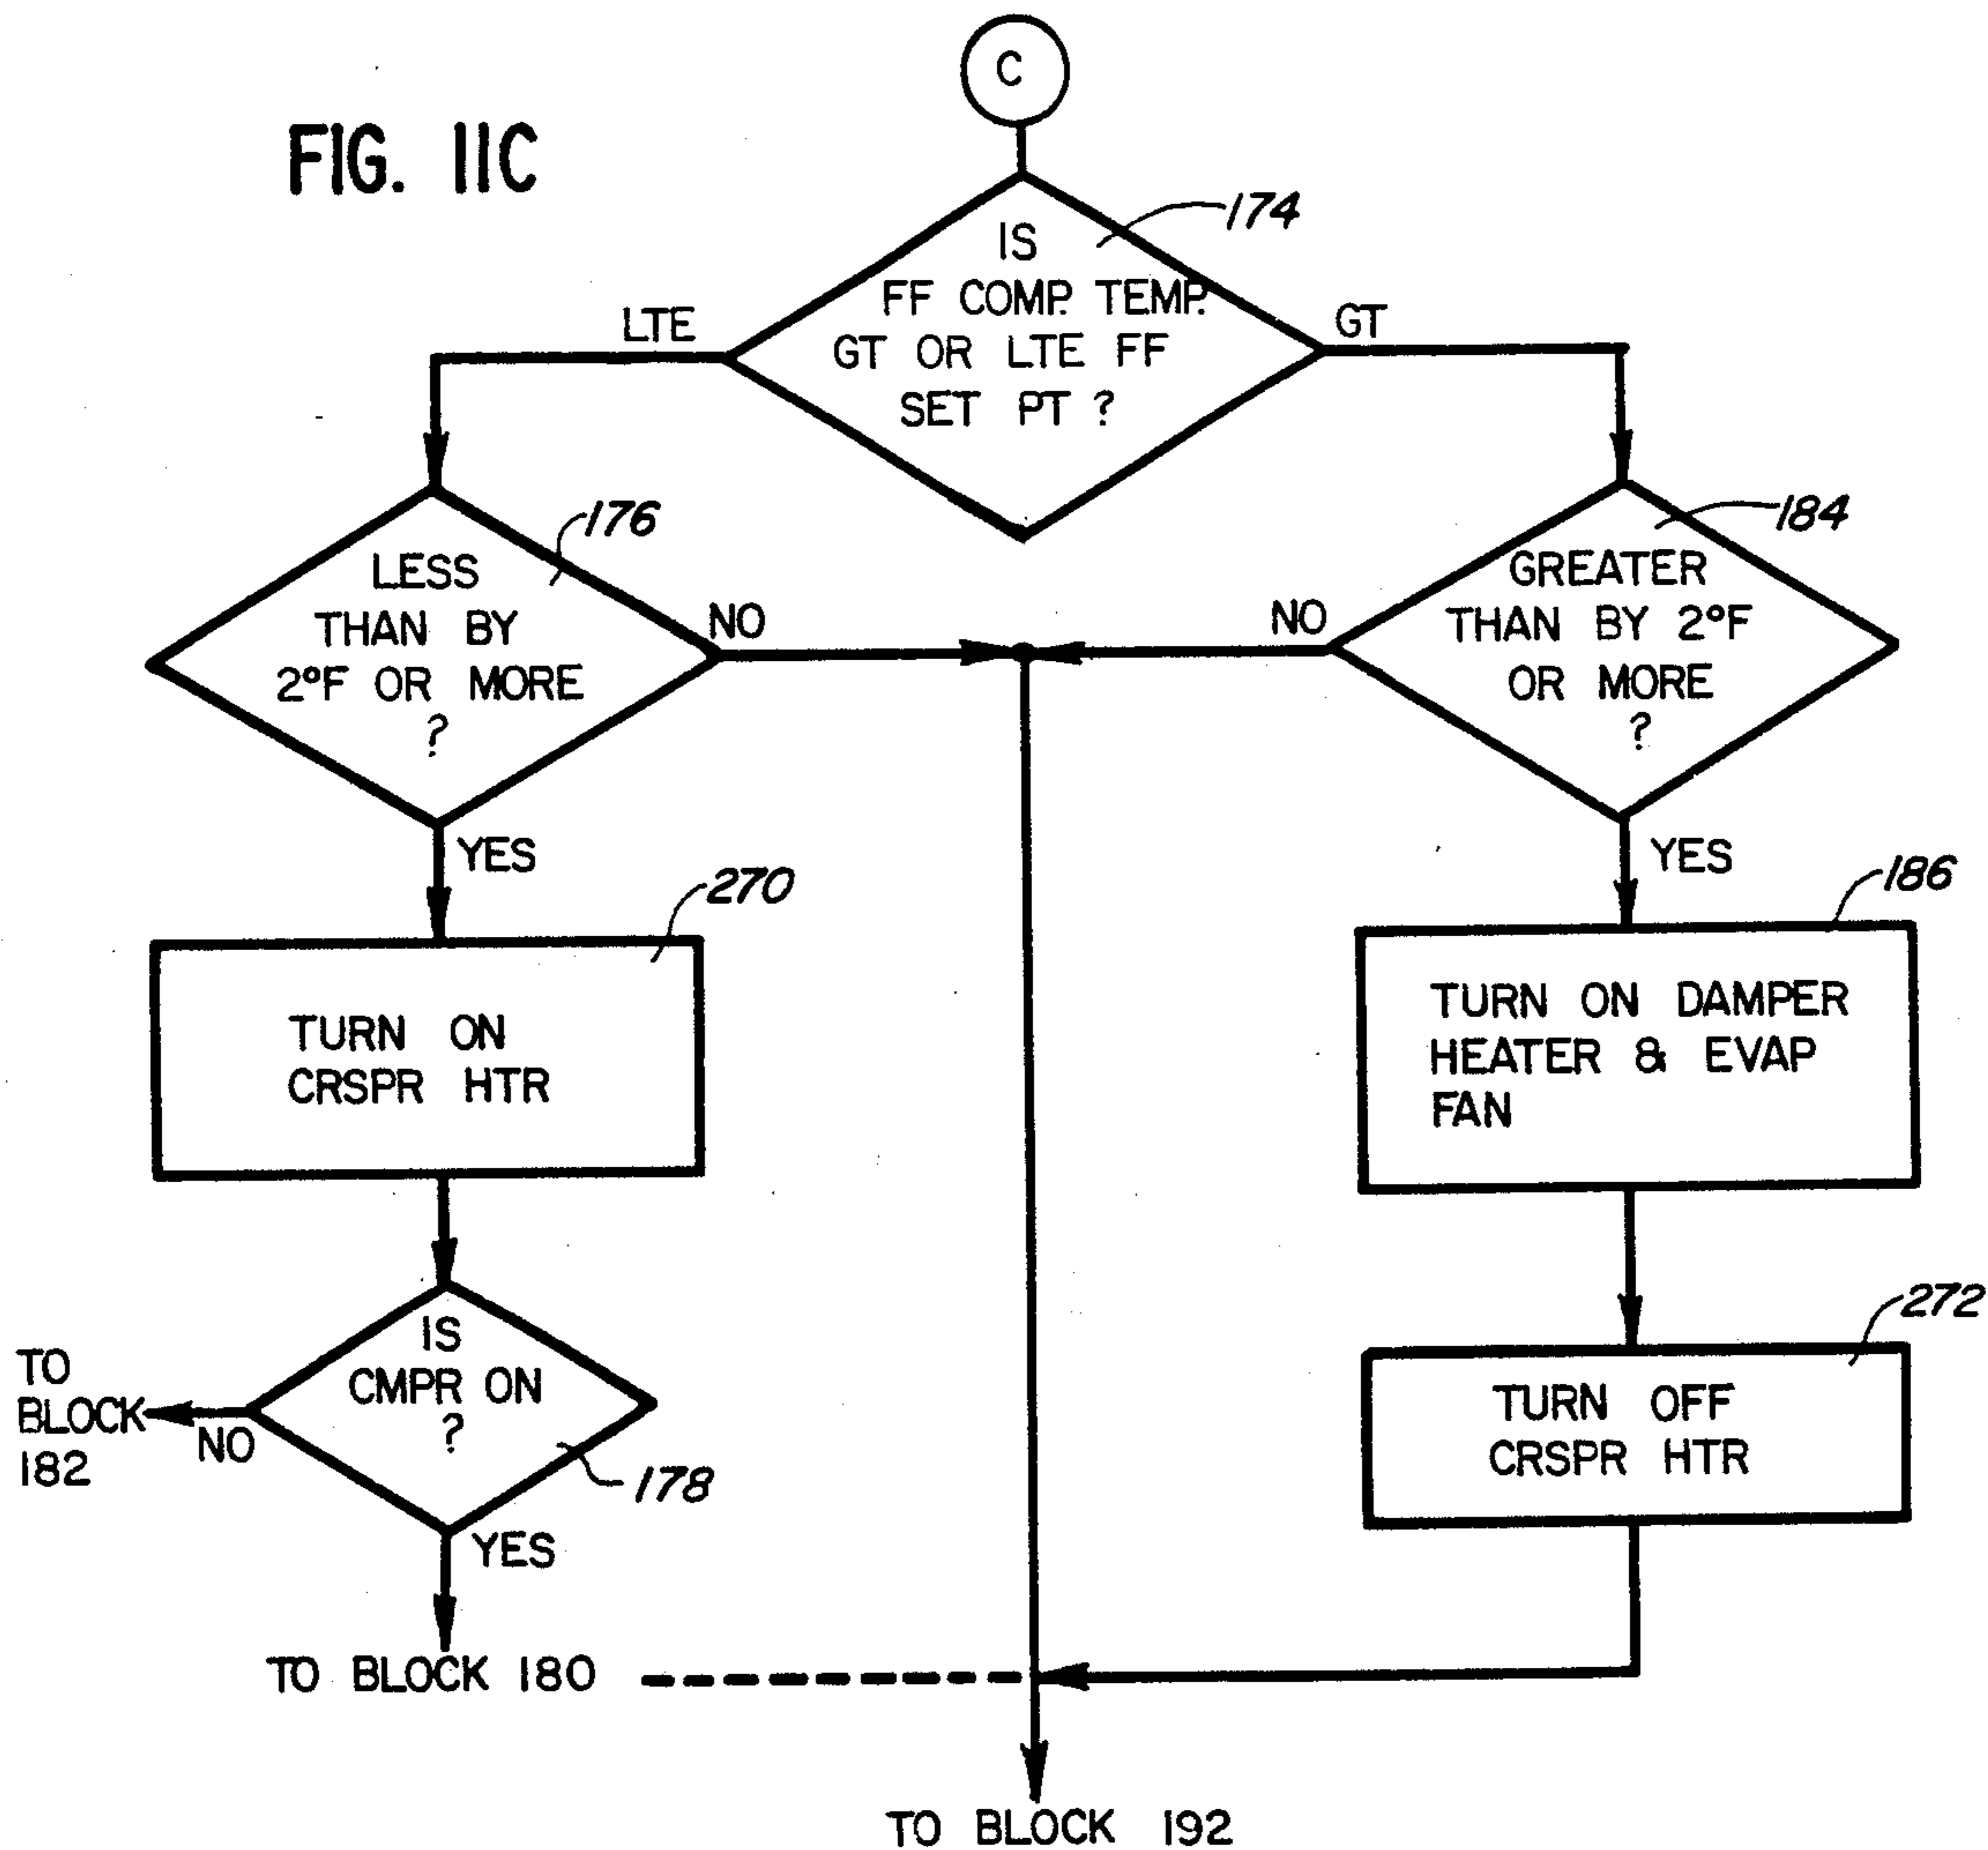 C
FIG. 11C
174
IS
FF COMP. TEMP.
GT OR LTE FF
SET PT ?
LTE
GT
176
LESS
THAN BY
2°F OR MORE
?
NO
184
GREATER
THAN BY 2°F
OR MORE
?
NO
YES
YES
270
TURN ON
CRSPR HTR
186
TURN ON DAMPER
HEATER & EVAP
FAN
IS
CMPR ON
?
178
TO
BLOCK
182
NO
YES
272
TURN OFF
CRSPR HTR
TO BLOCK 180
TO BLOCK 192